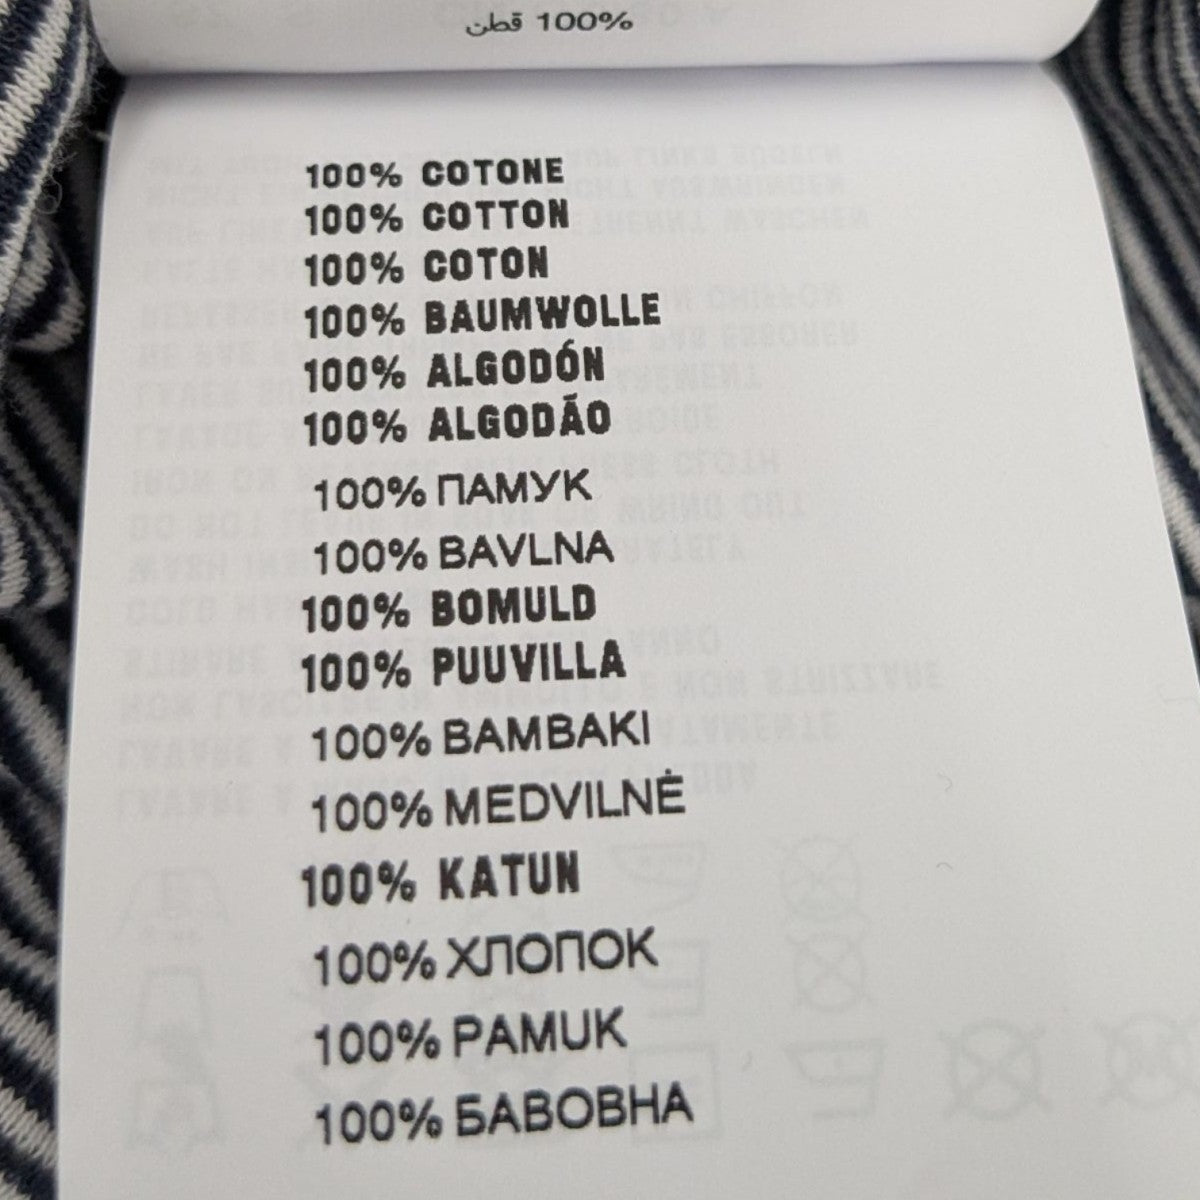 100% قطن
100% COTONE
100% COTTON
100% COTON
100% BAUMWOLLE
100% ALGODÓN
100% ALGODÃO
100% ПАМУК
100% BAVLNA
100% BOMULD
100% PUUVILLA
100% BAMBAKI
100% MEDVILNĖ
100% KATUN
100% ХЛОПОК
100% PAMUK
100% БАВОВНА